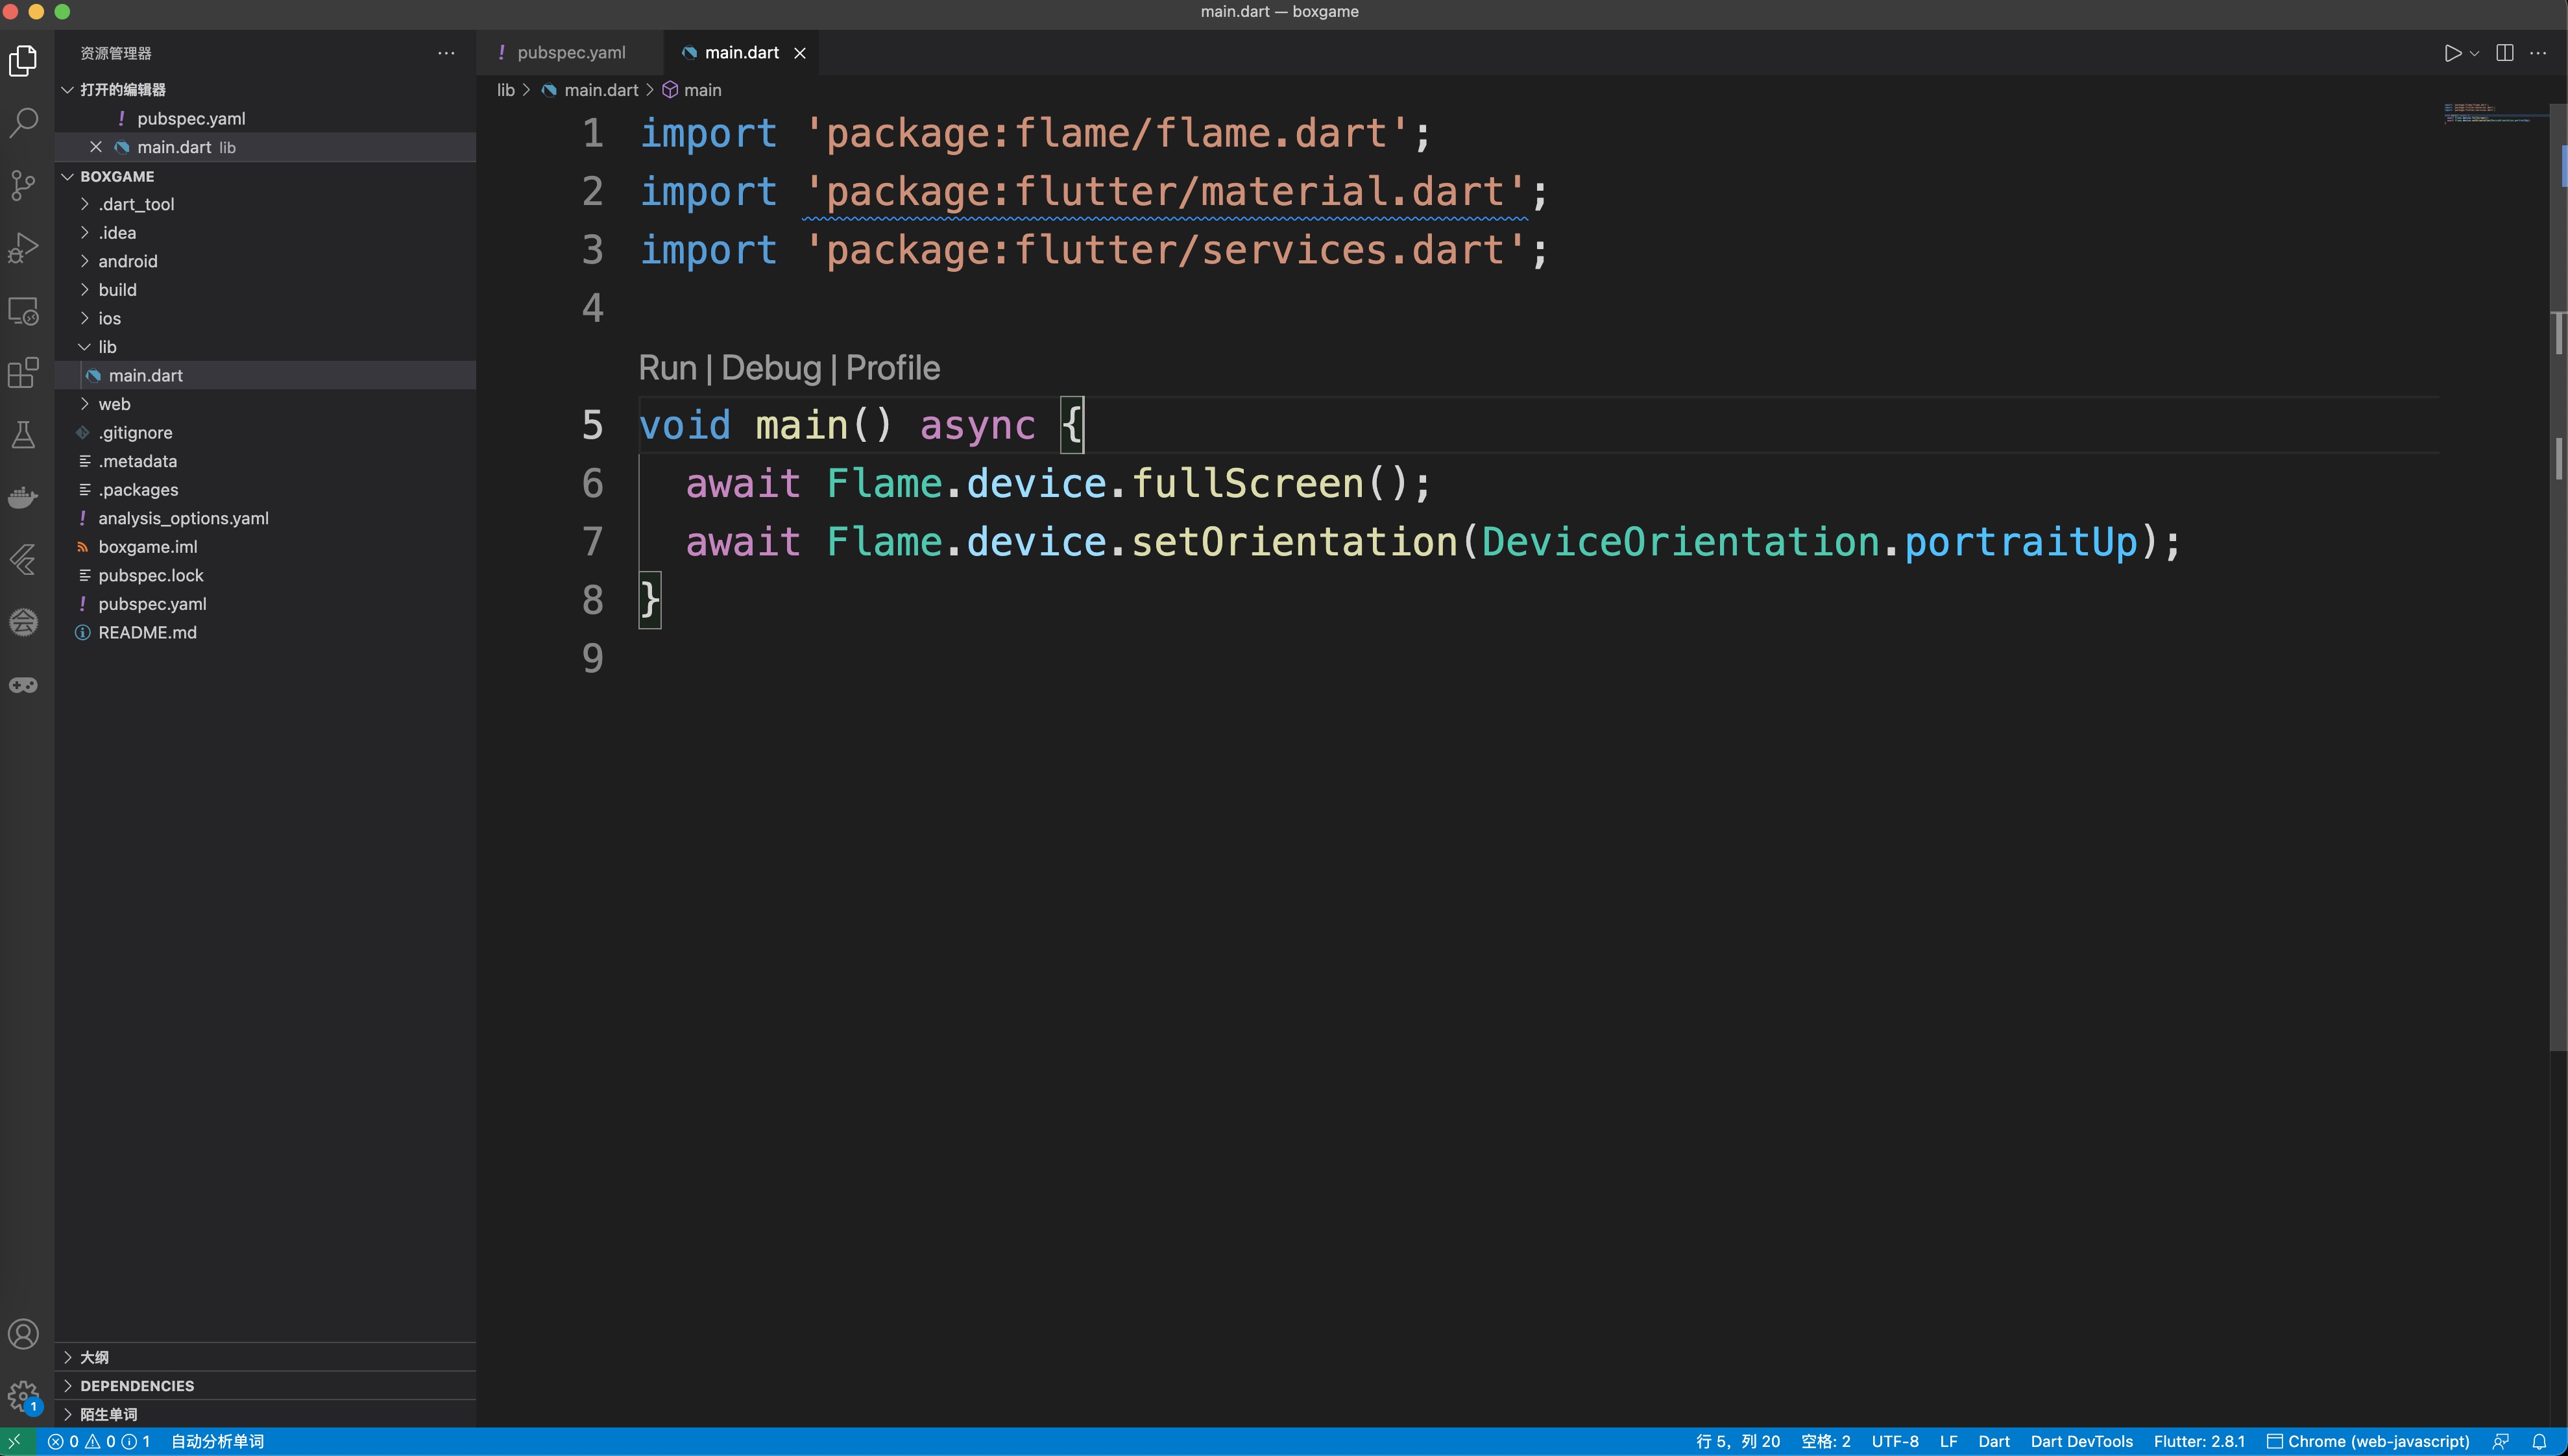 main.dart — boxgame
资源管理器
打开的编辑器
pubspec.yaml
main.dart lib
BOXGAME
.dart_tool
.idea
android
build
ios
lib
main.dart
web
.gitignore
.metadata
.packages
analysis_options.yaml
boxgame.iml
pubspec.lock
pubspec.yaml
README.md
大纲
DEPENDENCIES
陌生单词
1
pubspec.yaml
main.dart
lib > main.dart > main
1 import 'package:flame/flame.dart';
2 import 'package:flutter/material.dart';
3 import 'package:flutter/services.dart';
4
Run | Debug | Profile
5 void main() async {
6 await Flame.device.fullScreen();
7 await Flame.device.setOrientation(DeviceOrientation.portraitUp);
8 }
9
0 0 1 自动分析单词 行 5，列 20 空格: 2 UTF-8 LF Dart Dart DevTools Flutter: 2.8.1 Chrome (web-javascript)